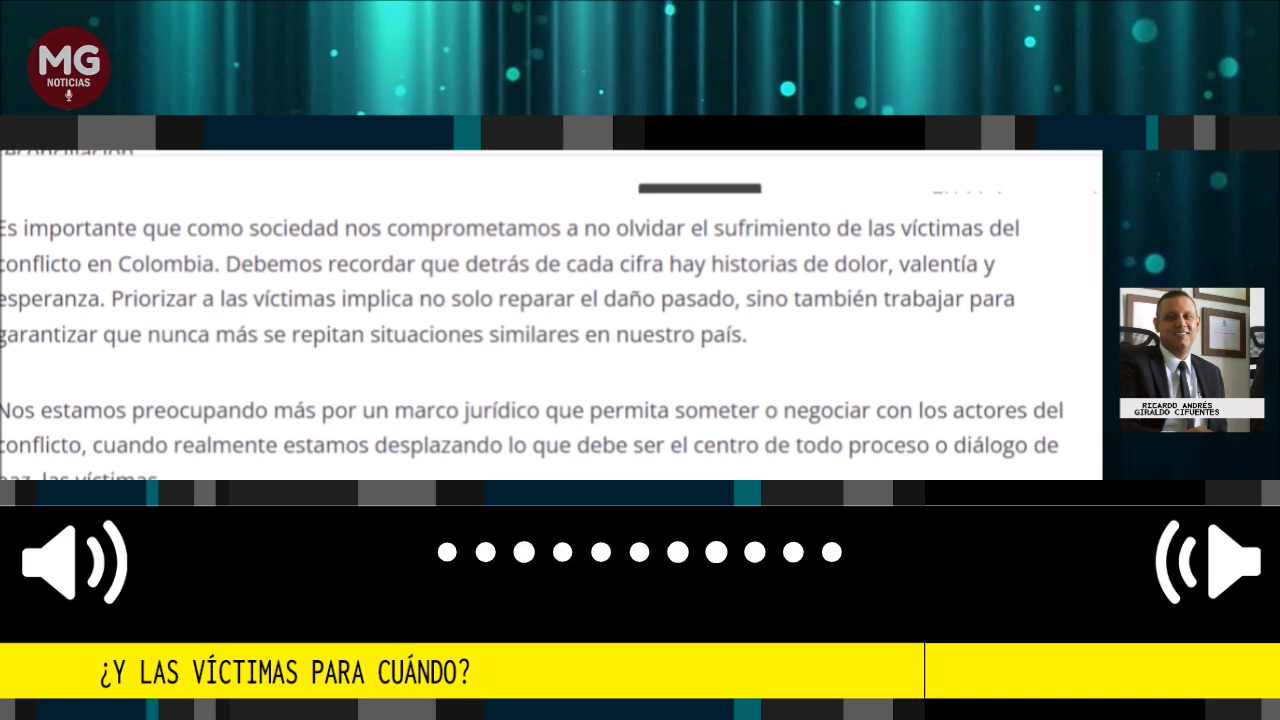 MG
NOTICIAS
reconciliación.
Es importante que como sociedad nos comprometamos a no olvidar el sufrimiento de las víctimas del
conflicto en Colombia. Debemos recordar que detrás de cada cifra hay historias de dolor, valentía y
esperanza. Priorizar a las víctimas implica no solo reparar el daño pasado, sino también trabajar para
garantizar que nunca más se repitan situaciones similares en nuestro país.
Nos estamos preocupando más por un marco jurídico que permita someter o negociar con los actores del
conflicto, cuando realmente estamos desplazando lo que debe ser el centro de todo proceso o diálogo de
paz, las víctimas.
RICARDO ANDRÉS
GIRALDO CIFUENTES
¿Y LAS VÍCTIMAS PARA CUÁNDO?